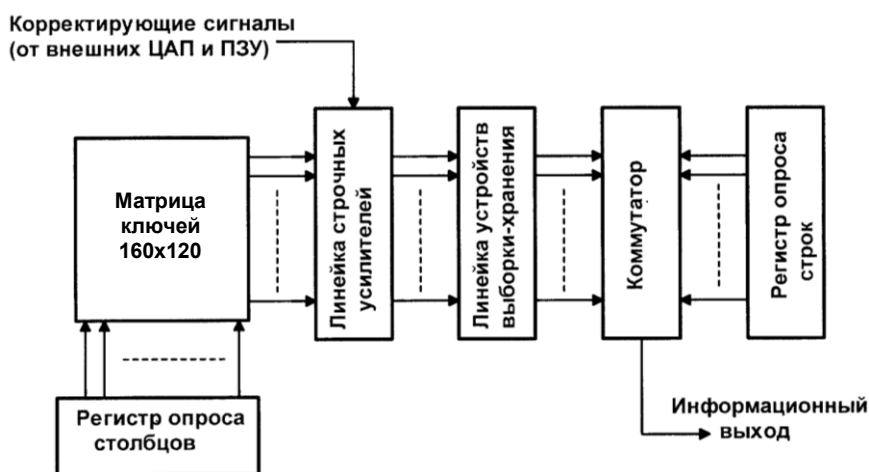 Корректирующие сигналы
(от внешних ЦАП и ПЗУ)
Матрица
ключей
160х120
Линейка строчных
усилителей
Линейка устройств
выборки-хранения
Коммутатор
Регистр опроса
строк
Регистр опроса
столбцов
Информационный
выход